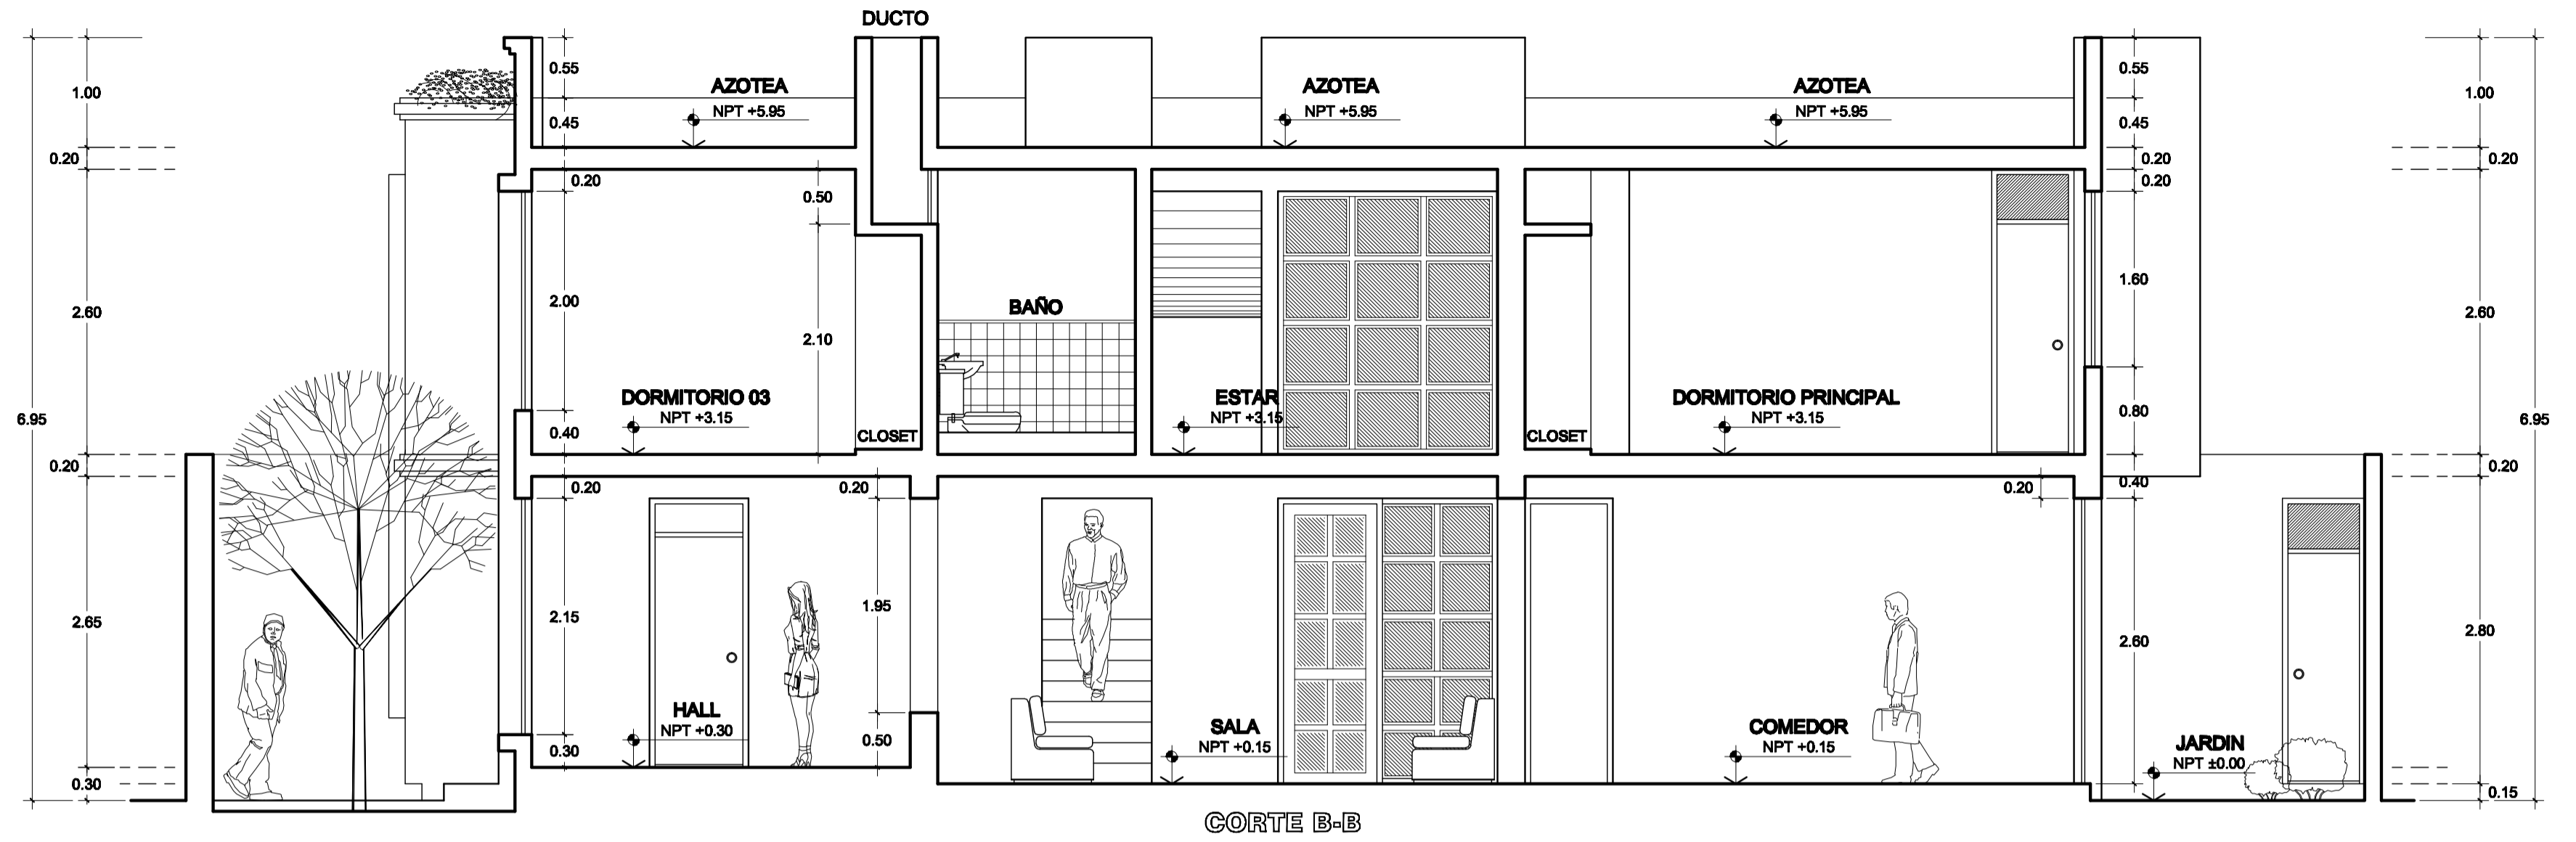 DUCTO
6.95
1.00
0.20
2.60
0.20
2.65
0.30
0.55
0.45
0.20
2.00
0.40
0.20
2.15
0.30
AZOTEA
NPT +5.95
0.50
2.10
DORMITORIO 03
NPT +3.15
CLOSET
BAÑO
AZOTEA
NPT +5.95
ESTAR
NPT +3.15
AZOTEA
NPT +5.95
CLOSET
DORMITORIO PRINCIPAL
NPT +3.15
0.20
1.95
0.50
HALL
NPT +0.30
SALA
NPT +0.15
0.20
COMEDOR
NPT +0.15
0.55
0.45
0.20
0.20
1.60
0.80
0.40
2.60
JARDIN
NPT ±0.00
1.00
0.20
2.60
0.20
2.80
0.15
6.95
CORTE B-B